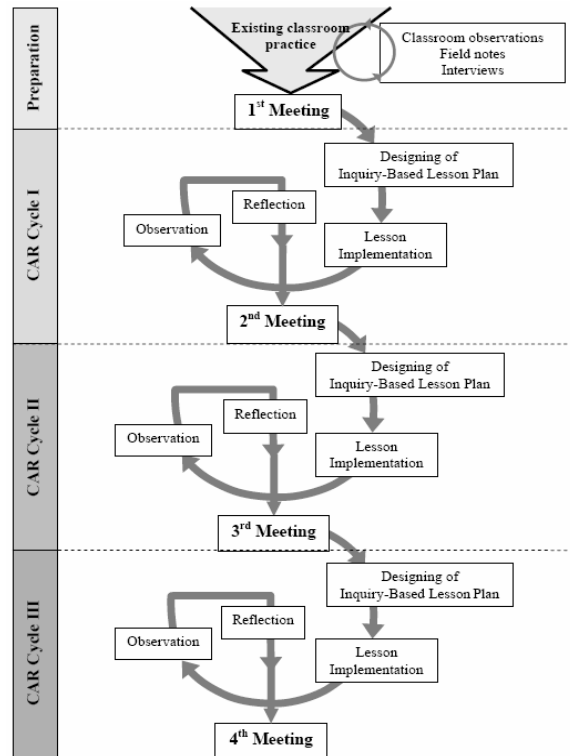 Preparation
Existing classroom
practice
Classroom observations
Field notes
Interviews
1st Meeting
CAR Cycle I
Designing of
Inquiry-Based Lesson Plan
Reflection
Observation
Lesson
Implementation
2nd Meeting
CAR Cycle II
Designing of
Inquiry-Based Lesson Plan
Reflection
Observation
Lesson
Implementation
3rd Meeting
CAR Cycle III
Designing of
Inquiry-Based Lesson Plan
Reflection
Observation
Lesson
Implementation
4th Meeting